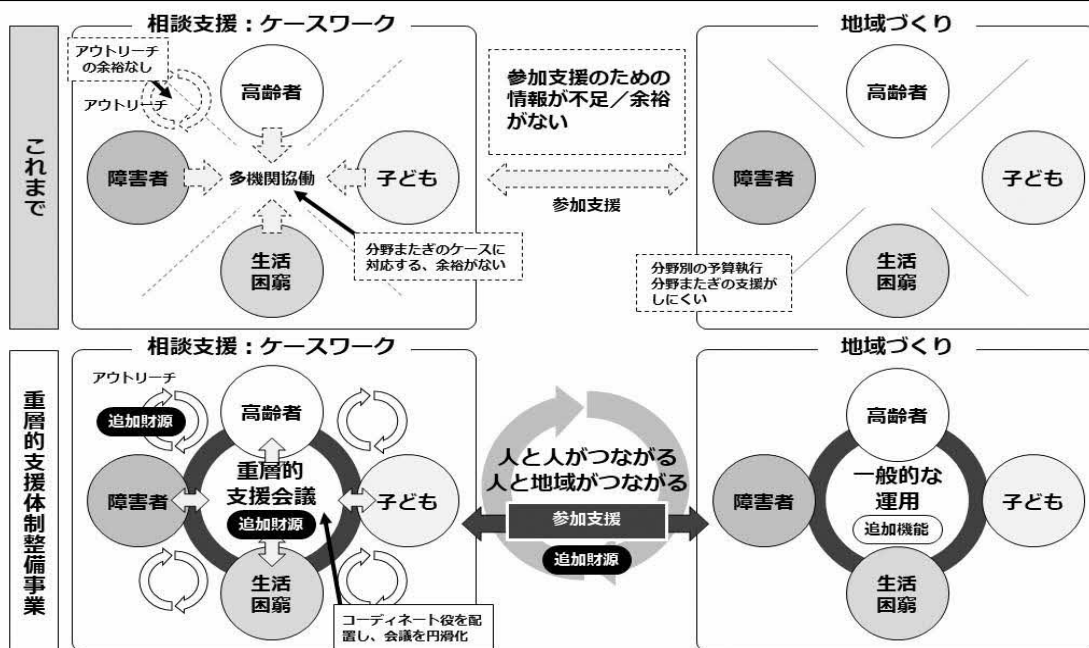 これまで
相談支援：ケースワーク
アウトリーチ
の余裕なし
アウトリーチ
高齢者
障害者
多機関協働
子ども
生活
困窮
分野またぎのケースに
対応する、余裕がない
参加支援のための
情報が不足／余裕
がない
参加支援
地域づくり
高齢者
障害者
子ども
生活
困窮
分野別の予算執行
分野またぎの支援が
しにくい
重層的支援体制整備事業
相談支援：ケースワーク
アウトリーチ
追加財源
高齢者
障害者
重層的
支援会議
追加財源
子ども
生活
困窮
コーディネート役を配
置し、会議を円滑化
人と人がつながる
人と地域がつながる
参加支援
追加財源
地域づくり
高齢者
障害者
一般的な
運用
追加機能
子ども
生活
困窮